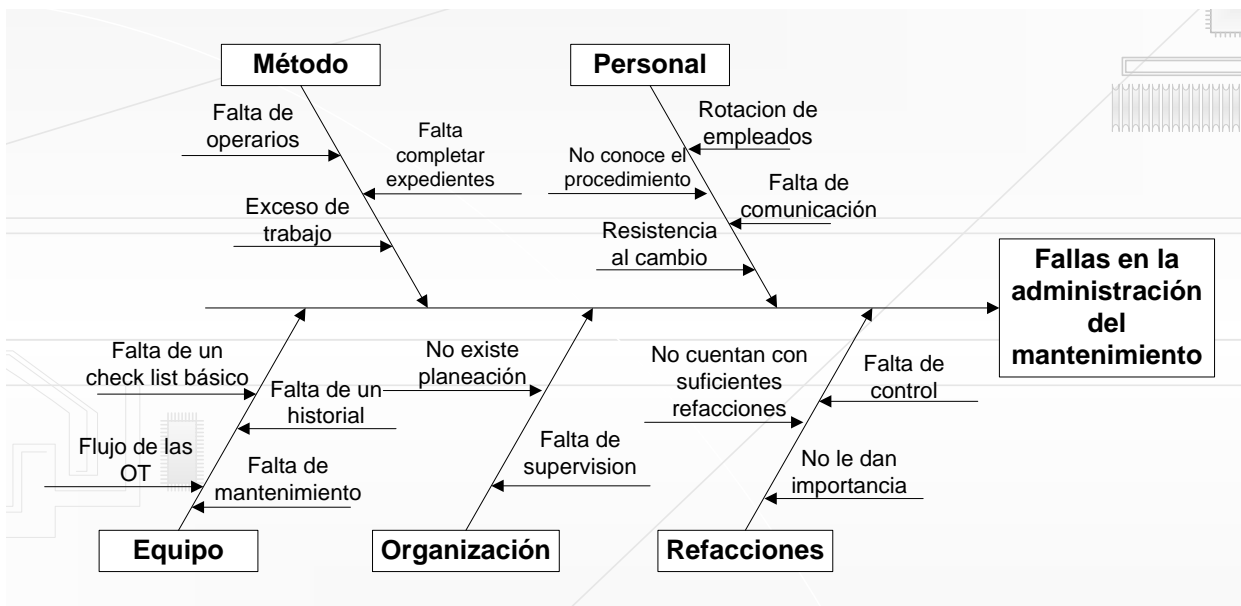 Método
Personal
Falta de
operarios
Falta
completar
expedientes
Exceso de
trabajo
Rotacion de
empleados
No conoce el
procedimiento
Falta de
comunicación
Resistencia
al cambio
Fallas en la
administración
del
mantenimiento
Falta de un
check list básico
Falta de un
historial
Flujo de las
OT
Falta de
mantenimiento
No existe
planeación
Falta de
supervision
No cuentan con
suficientes
refacciones
Falta de
control
No le dan
importancia
Equipo
Organización
Refacciones